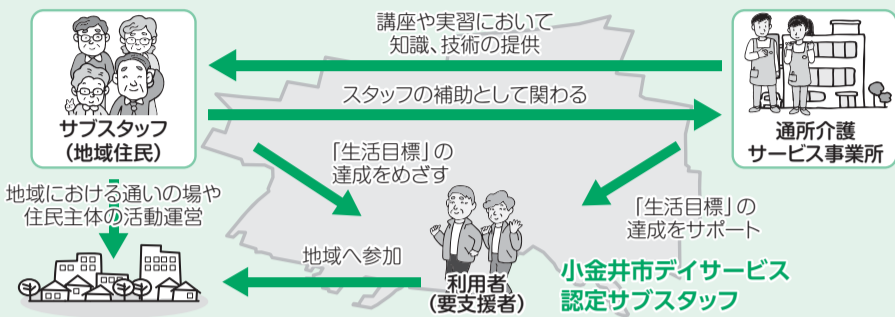 講座や実習において
知識、技術の提供
スタッフの補助として関わる
サブスタッフ
(地域住民)
通所介護
サービス事業所
「生活目標」の
達成をめざす
地域における通いの場や
住民主体の活動運営
「生活目標」の
達成をサポート
地域へ参加
利用者
(要支援者)
小金井市デイサービス
認定サブスタッフ